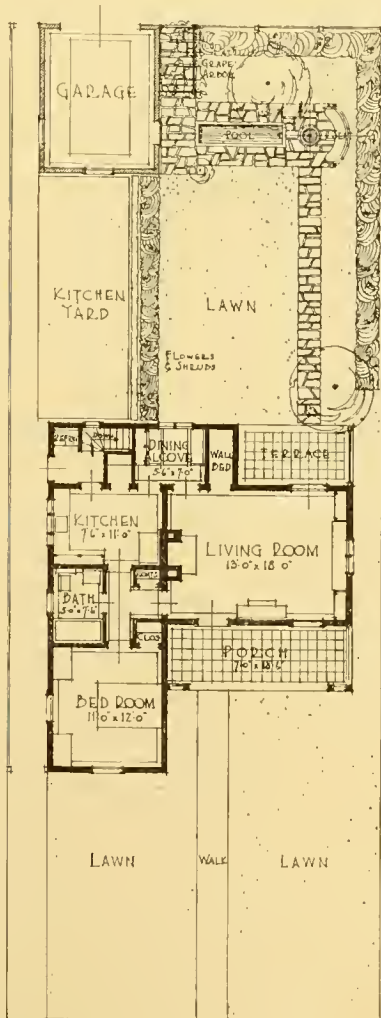 GARAGE
GRAPE
ARBOR
POOL
KITCHEN
YARD
LAWN
FLOWERS
& SHRUBS
DINING
ALCOVE
5'-6" x 7'-0"
WALL
BED
TERRACE
KITCHEN
7'-6" x 11'-0"
LIVING ROOM
13'-0" x 18'-0"
BATH
5'-0" x 7'-6"
CLOS.
PORCH
7'-0" x 18'-6"
BED ROOM
11'-0" x 12'-0"
LAWN
WALK
LAWN